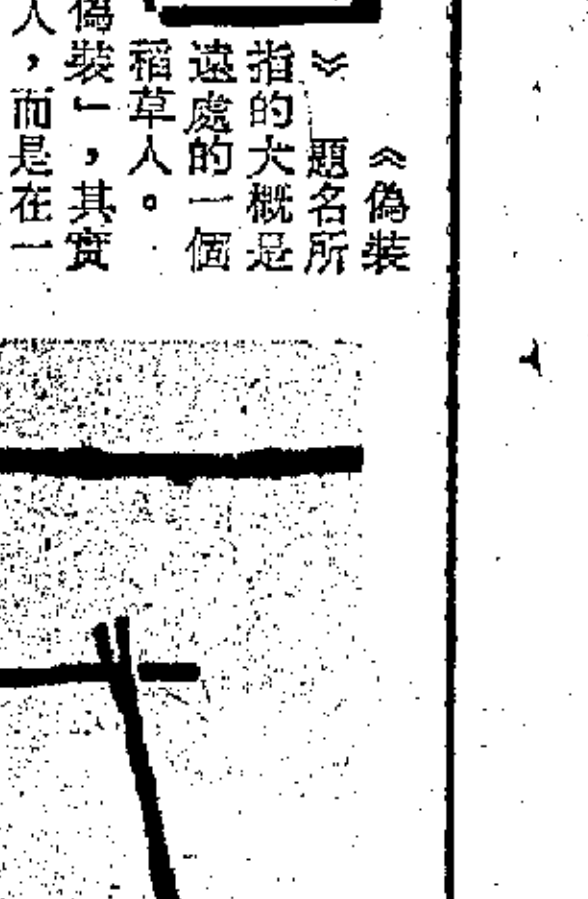 《偽裝
》 題名所
指的大概是
遠處的一個
稻草人。
偽裝」,其實
人,而是在一